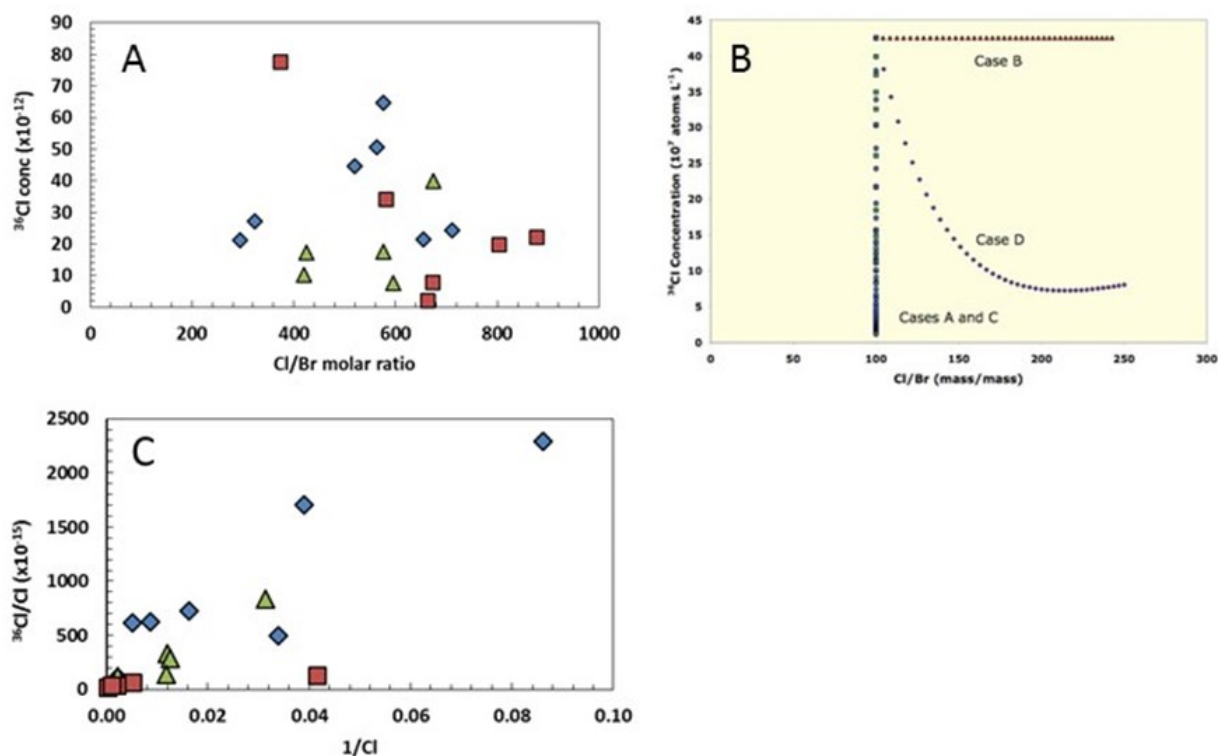 A
90
80
70
60
50
40
30
20
10
0
³⁶Cl conc (x10⁻¹²)
0 200 400 600 800 1000
Cl/Br molar ratio
B
45
40
35
30
25
20
15
10
5
0
³⁶Cl Concentration (10⁷ atoms L⁻¹)
Case B
Case D
Cases A and C
0 50 100 150 200 250 300
Cl/Br (mass/mass)
C
2500
2000
1500
1000
500
0
³⁶Cl/Cl (x10⁻¹⁵)
0.00 0.02 0.04 0.06 0.08 0.10
1/Cl